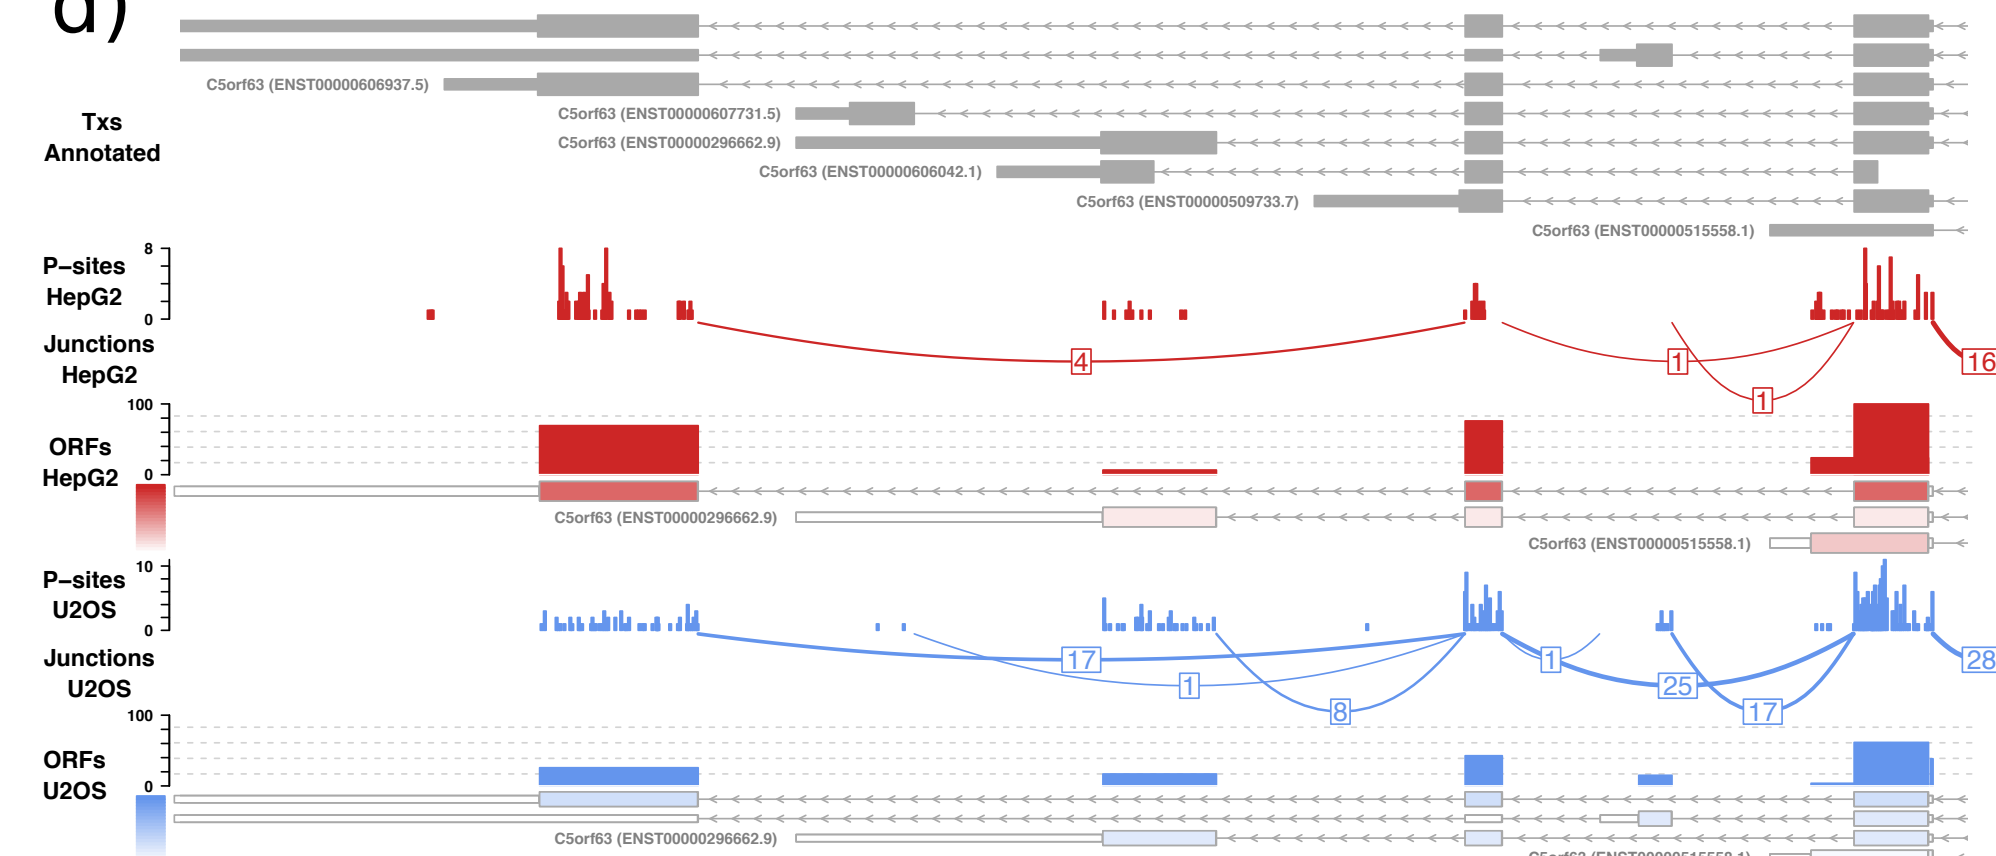 d)
C5orf63 (ENST00000606937.5)
C5orf63 (ENST00000607731.5)
Txs
Annotated
C5orf63 (ENST00000296662.9)
C5orf63 (ENST00000606042.1)
C5orf63 (ENST00000509733.7)
C5orf63 (ENST00000515558.1)
P−sites
HepG2
8
0
Junctions
HepG2
4
1
16
1
ORFs
HepG2
100
0
C5orf63 (ENST00000296662.9)
C5orf63 (ENST00000515558.1)
P−sites
U2OS
10
0
Junctions
U2OS
17
1
28
1
25
8
17
ORFs
U2OS
100
0
C5orf63 (ENST00000296662.9)
C5orf63 (ENST00000515558.1)